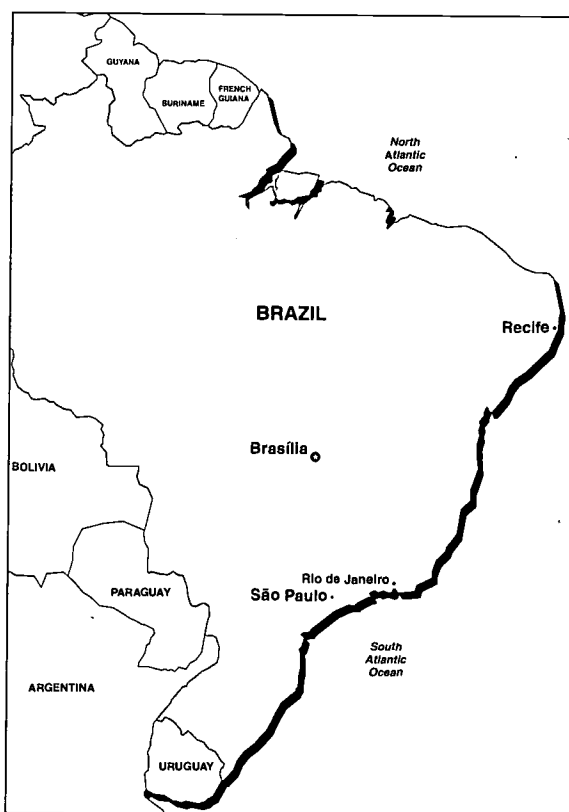 GUYANA
SURINAME
FRENCH
GUIANA
North
Atlantic
Ocean
BRAZIL
Recife
Brasília
BOLIVIA
Rio de Janeiro
PARAGUAY
São Paulo
South
Atlantic
Ocean
ARGENTINA
URUGUAY